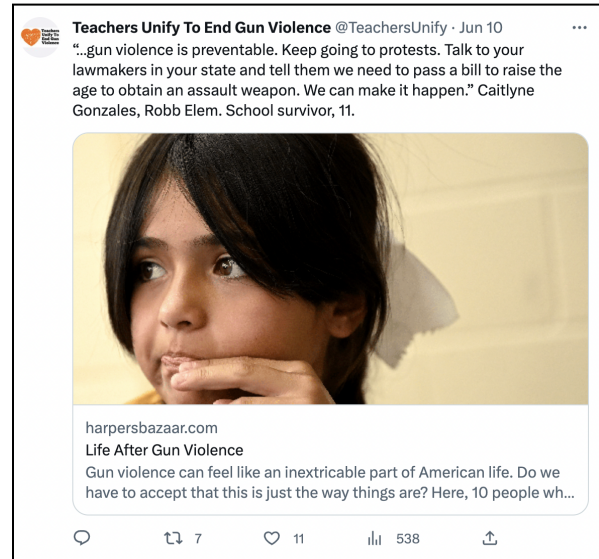 Teachers Unify To End Gun Violence @TeachersUnify · Jun 10
"...gun violence is preventable. Keep going to protests. Talk to your
lawmakers in your state and tell them we need to pass a bill to raise the
age to obtain an assault weapon. We can make it happen." Caitlyne
Gonzales, Robb Elem. School survivor, 11.
harpersbazaar.com
Life After Gun Violence
Gun violence can feel like an inextricable part of American life. Do we
have to accept that this is just the way things are? Here, 10 people wh...
7 11 538